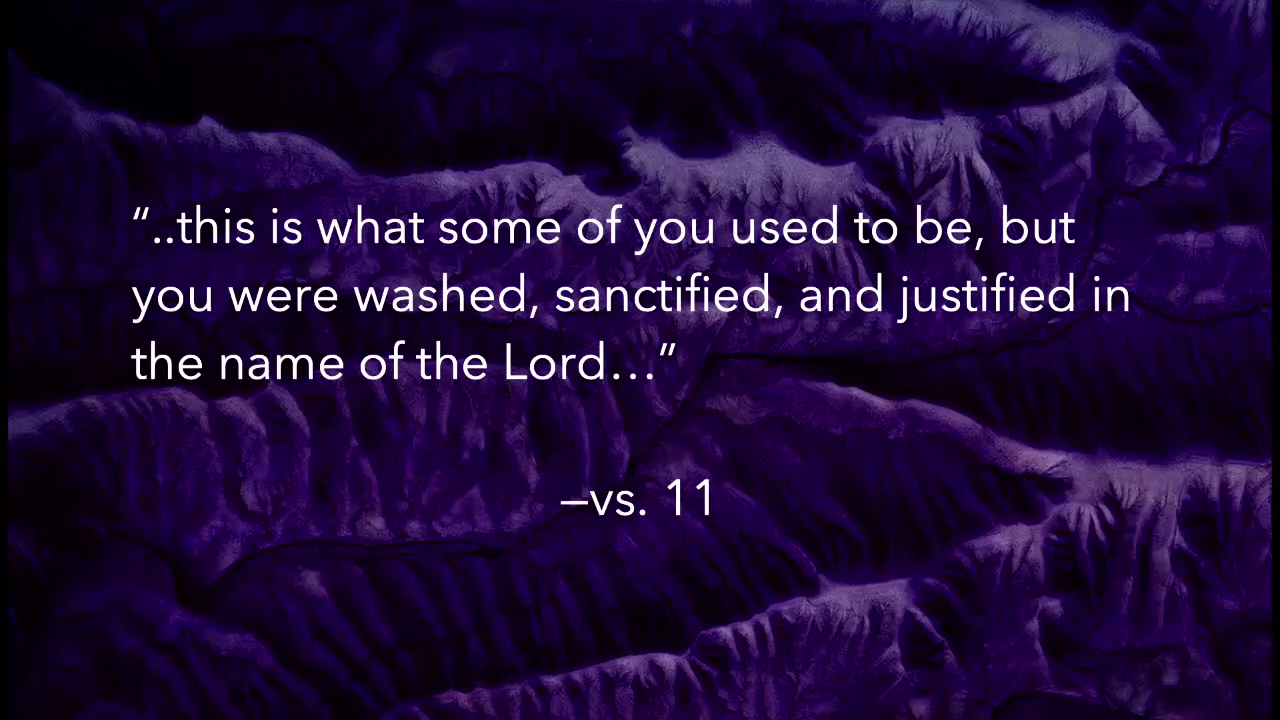 “..this is what some of you used to be, but
you were washed, sanctified, and justified in
the name of the Lord…”
–vs. 11